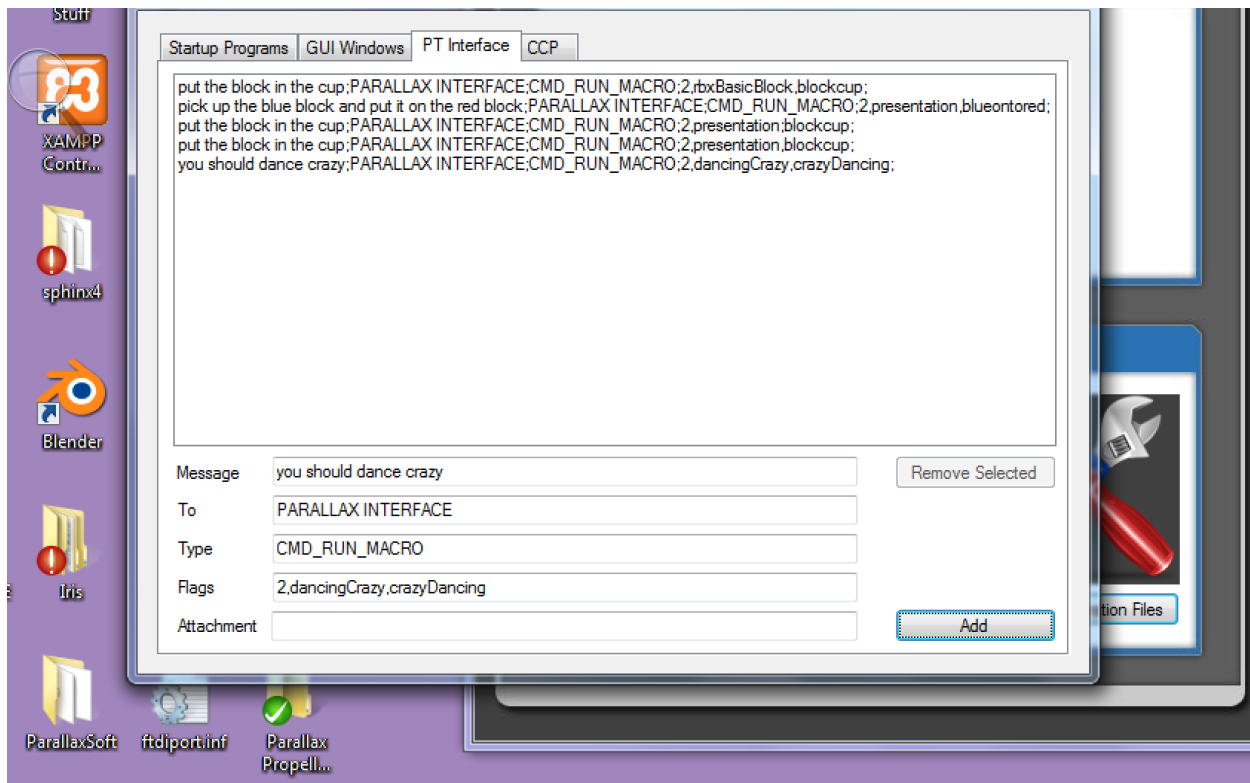 Stuff
XAMPP
Contr...
sphinx4
Blender
Iris
ParallaxSoft
ftdiport.inf
Parallax
Propell...
Startup Programs
GUI Windows
PT Interface
CCP
put the block in the cup;PARALLAX INTERFACE;CMD_RUN_MACRO;2,rbxBasicBlock,blockcup;
pick up the blue block and put it on the red block;PARALLAX INTERFACE;CMD_RUN_MACRO;2,presentation,blueontored;
put the block in the cup;PARALLAX INTERFACE;CMD_RUN_MACRO;2,presentation;blockcup;
put the block in the cup;PARALLAX INTERFACE;CMD_RUN_MACRO;2,presentation,blockcup;
you should dance crazy;PARALLAX INTERFACE;CMD_RUN_MACRO;2,dancingCrazy,crazyDancing;
Message you should dance crazy Remove Selected
To PARALLAX INTERFACE
Type CMD_RUN_MACRO
Flags 2,dancingCrazy,crazyDancing
Attachment Add
tion Files